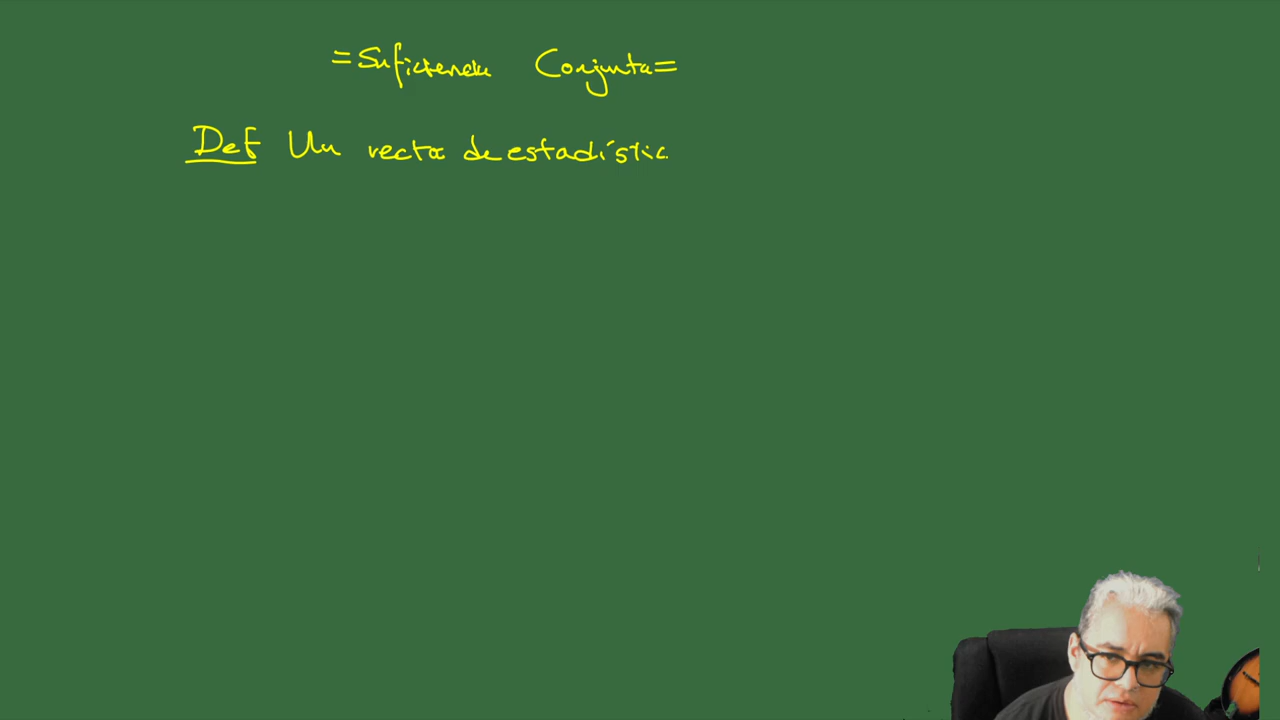 =Suficiencia Conjunta=
Def Un vector de estadístic